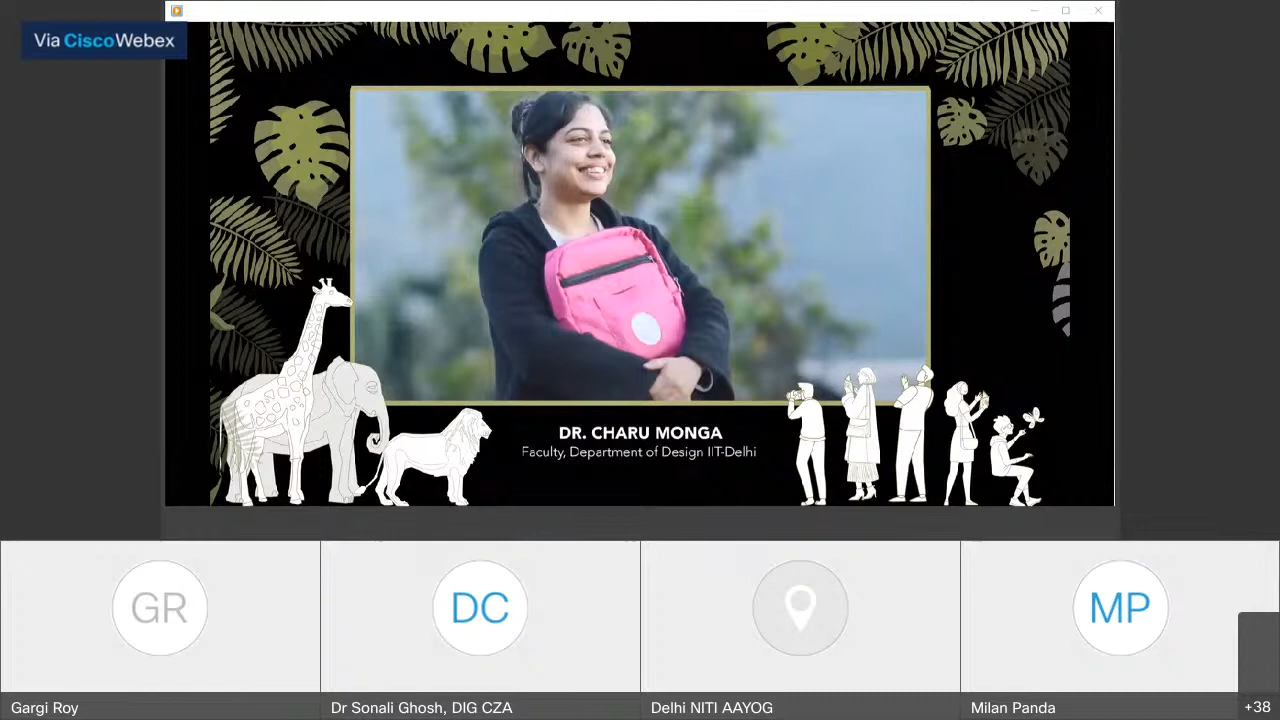 Via CiscoWebex
DR. CHARU MONGA
Faculty, Department of Design IIT-Delhi
GR
DC
MP
Gargi Roy
Dr Sonali Ghosh, DIG CZA
Delhi NITI AAYOG
Milan Panda
+38